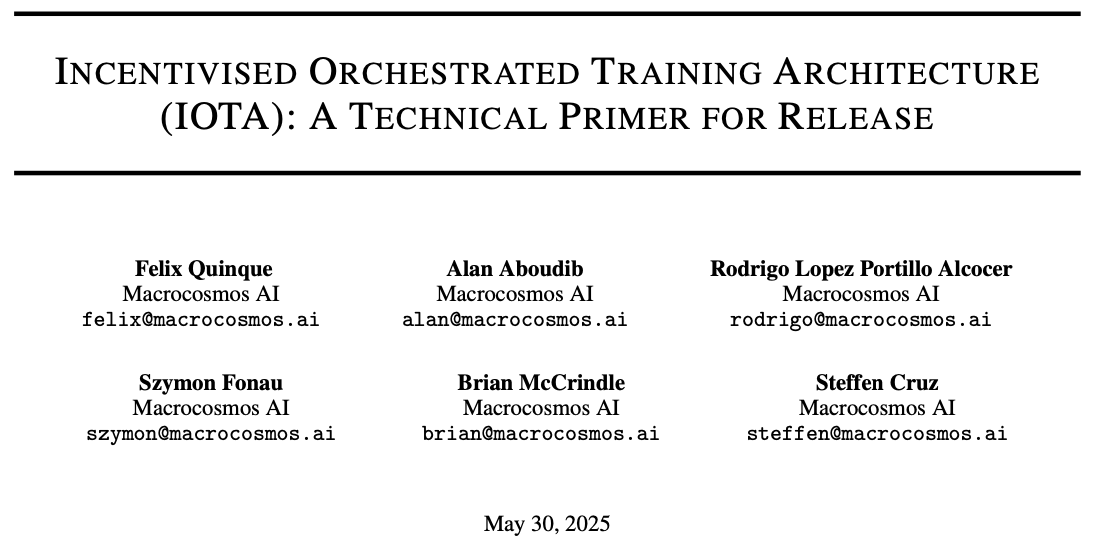 INCENTIVISED ORCHESTRATED TRAINING ARCHITECTURE
(IOTA): A TECHNICAL PRIMER FOR RELEASE
Felix Quinque
Macrocosmos AI
felix@macrocosmos.ai
Alan Aboudib
Macrocosmos AI
alan@macrocosmos.ai
Rodrigo Lopez Portillo Alcocer
Macrocosmos AI
rodrigo@macrocosmos.ai
Szymon Fonau
Macrocosmos AI
szymon@macrocosmos.ai
Brian McCrindle
Macrocosmos AI
brian@macrocosmos.ai
Steffen Cruz
Macrocosmos AI
steffen@macrocosmos.ai
May 30, 2025